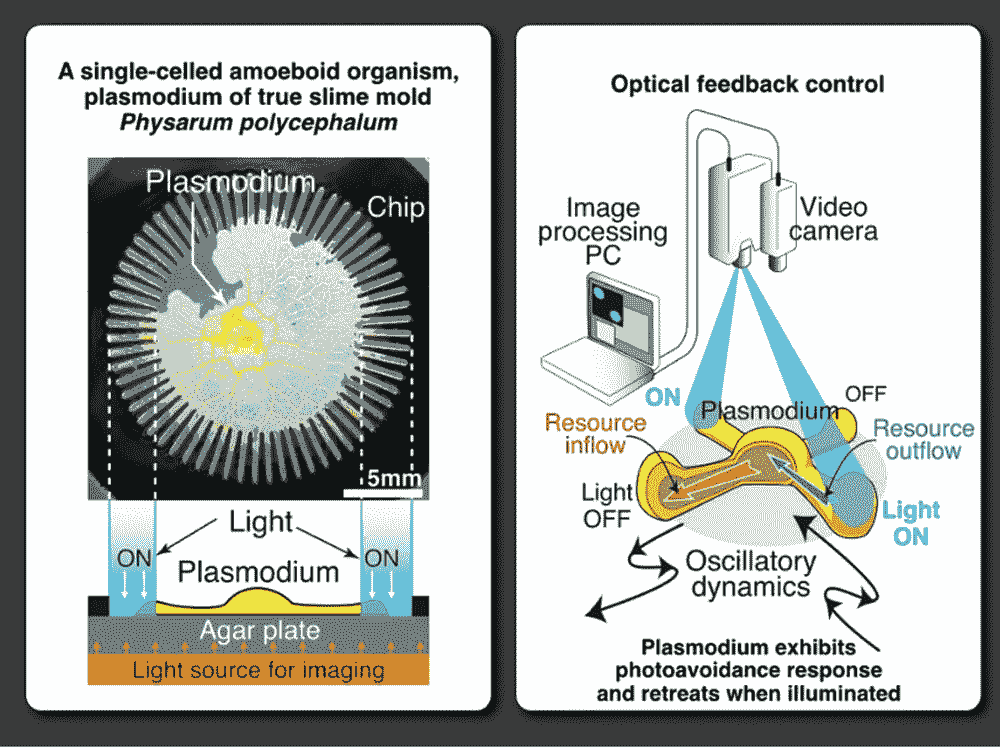 A single-celled amoeboid organism,
plasmodium of true slime mold
Physarum polycephalum
Plasmodium
Chip
5mm
Light
ON
ON
Plasmodium
Agar plate
Light source for imaging
Optical feedback control
Image
processing
PC
Video
camera
ON
OFF
Plasmodium
Resource
inflow
Resource
outflow
Light
OFF
Light
ON
Oscillatory
dynamics
Plasmodium exhibits
photoavoidance response
and retreats when illuminated